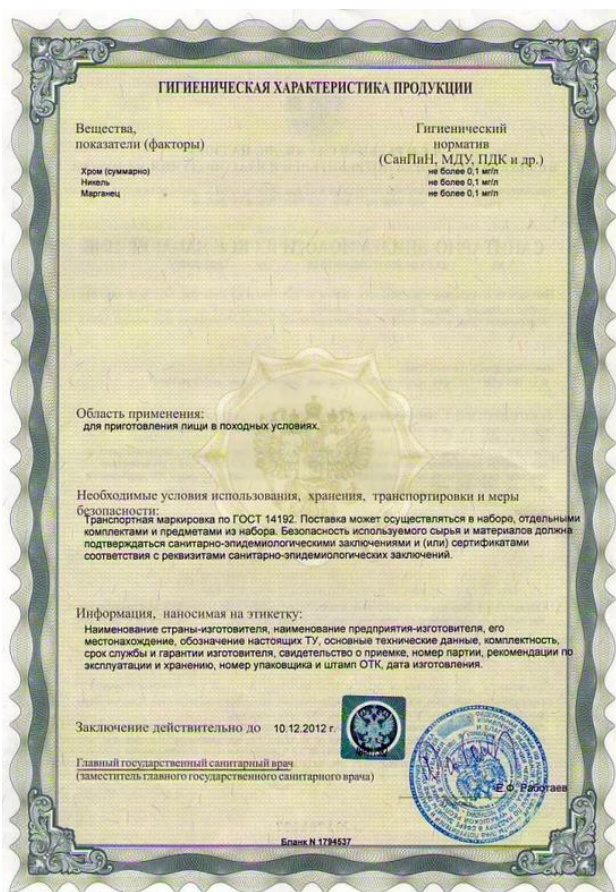 ГИГИЕНИЧЕСКАЯ ХАРАКТЕРИСТИКА ПРОДУКЦИИ
Вещества,
показатели (факторы)
Гигиенический
норматив
(СанПиН, МДУ, ПДК и др.)
Хром (суммарно) не более 0,1 мг/л
Никель не более 0,1 мг/л
Марганец не более 0,1 мг/л
Область применения:
для приготовления пищи в походных условиях.
Необходимые условия использования, хранения, транспортировки и меры
безопасности:
Транспортная маркировка по ГОСТ 14192. Поставка может осуществляться в наборе, отдельными
комплектами и предметами из набора. Безопасность используемого сырья и материалов должна
подтверждаться санитарно-эпидемиологическими заключениями и (или) сертификатами
соответствия с реквизитами санитарно-эпидемиологических заключений.
Информация, наносимая на этикетку:
Наименование страны-изготовителя, наименование предприятия-изготовителя, его
местонахождение, обозначение настоящих ТУ, основные технические данные, комплектность,
срок службы и гарантии изготовителя, свидетельство о приемке, номер партии, рекомендации по
эксплуатации и хранению, номер упаковщика и штамп ОТК, дата изготовления.
Заключение действительно до 10.12.2012 г.
Главный государственный санитарный врач
(заместитель главного государственного санитарного врача)
Е.Ф. Работаев
Бланк N 1794537